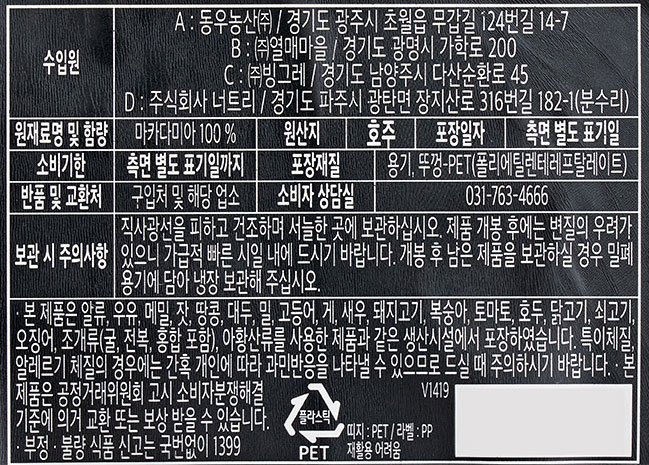 수입원
A : 동우농산㈜ / 경기도 광주시 초월읍 무갑길 124번길 14-7
B : ㈜열매마을 / 경기도 광명시 가학로 200
C : ㈜빙그레 / 경기도 남양주시 다산순환로 45
D : 주식회사 너트리 / 경기도 파주시 광탄면 장지산로 316번길 182-1(분수리)
원재료명 및 함량 마카다미아 100 % 원산지 호주 포장일자 측면 별도 표기일
소비기한 측면 별도 표기일까지 포장재질 용기, 뚜껑-PET(폴리에틸렌테레프탈레이트)
반품 및 교환처 구입처 및 해당 업소 소비자 상담실 031-763-4666
보관 시 주의사항
직사광선을 피하고 건조하며 서늘한 곳에 보관하십시오. 제품 개봉 후에는 변질의 우려가
있으니 가급적 빠른 시일 내에 드시기 바랍니다. 개봉 후 남은 제품을 보관하실 경우 밀폐
용기에 담아 냉장 보관해 주십시오.
· 본 제품은 알류, 우유, 메밀, 잣, 땅콩, 대두, 밀, 고등어, 게, 새우, 돼지고기, 복숭아, 토마토, 호두, 닭고기, 쇠고기,
오징어, 조개류(굴, 전복, 홍합 포함), 아황산류를 사용한 제품과 같은 생산시설에서 포장하였습니다. 특이체질,
알레르기 체질의 경우에는 간혹 개인에 따라 과민반응을 나타낼 수 있으므로 드실 때 주의하시기 바랍니다. · 본
제품은 공정거래위원회 고시 소비자분쟁해결
기준에 의거 교환 또는 보상 받을 수 있습니다.
· 부정 · 불량 식품 신고는 국번없이 1399
플라스틱
PET
V1419
띠지 : PET / 라벨 : PP
재활용 어려움